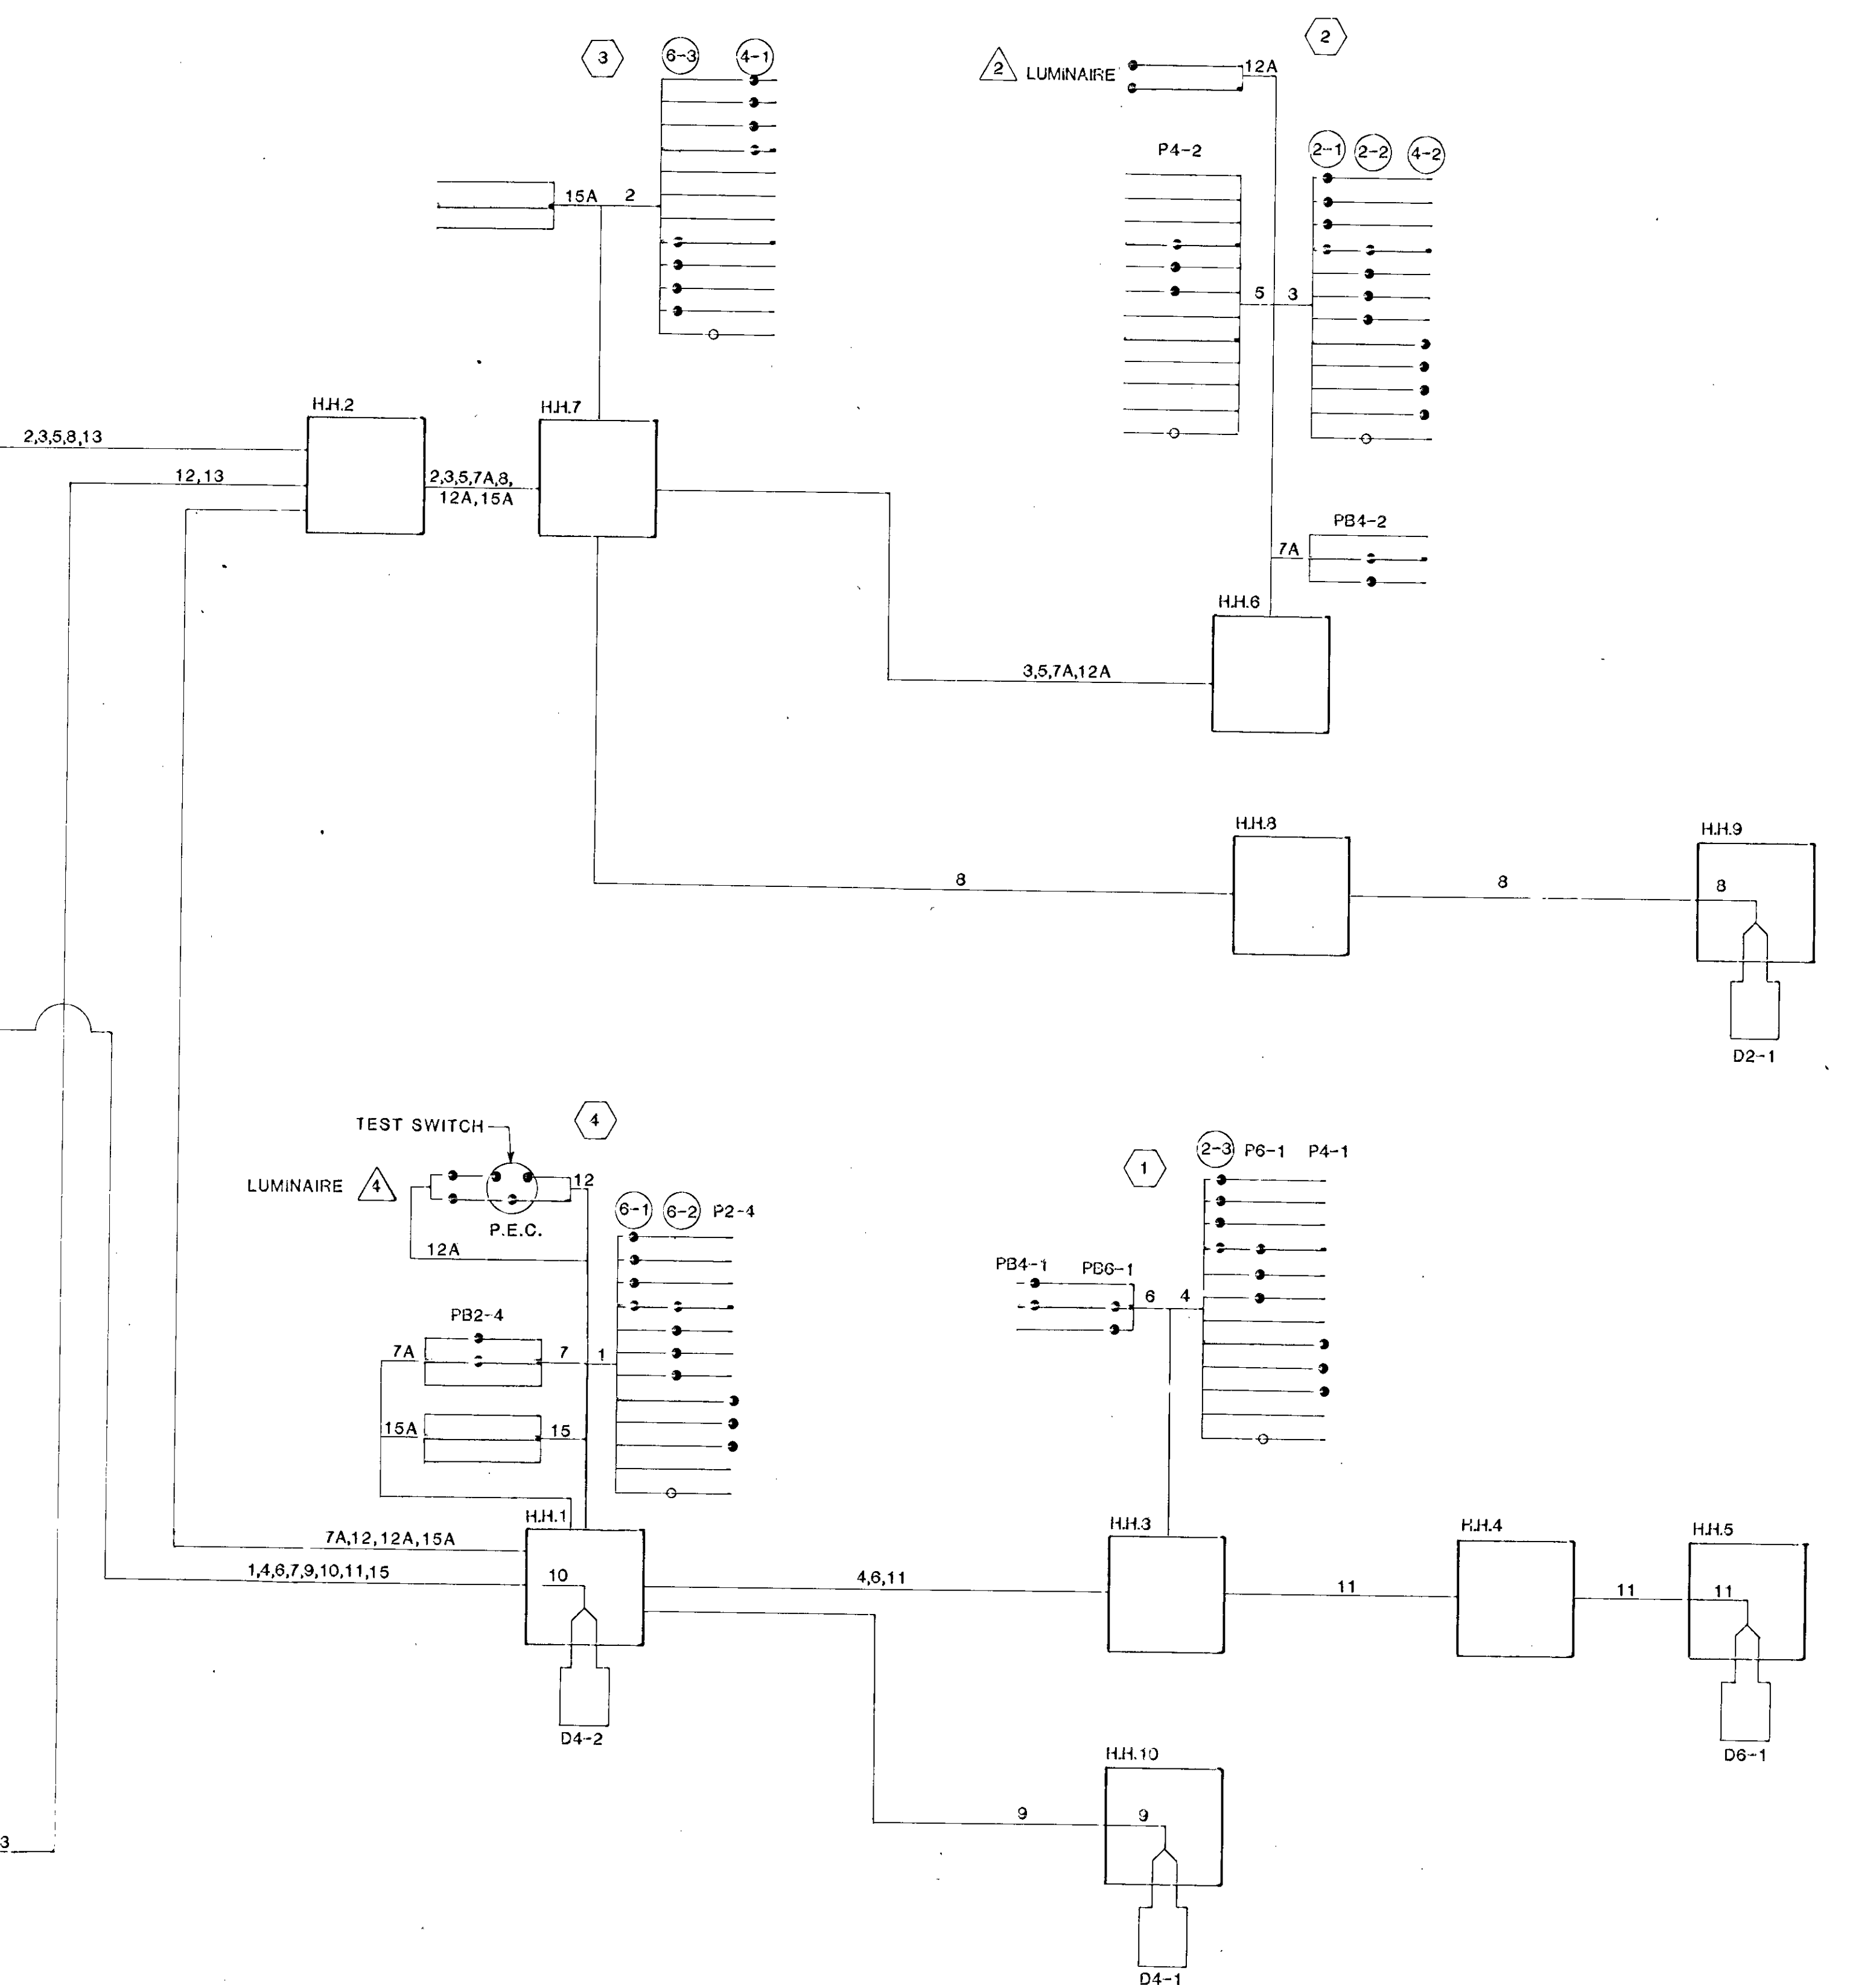 3
6-3
4-1
2
2
LUMINAIRE
12A
P4-2
2-1
2-2
4-2
15A
2
5
3
H.H.2
H.H.7
2,3,5,8,13
12,13
2,3,5,7A,8,
12A,15A
PB4-2
7A
H.H.6
3,5,7A,12A
H.H.8
H.H.9
8
8
8
D2-1
TEST SWITCH
4
LUMINAIRE
4
12
P.E.C.
12A
6-1
6-2
P2-4
PB2-4
7A
7
1
15A
15
1
2-3
P6-1
P4-1
PB4-1
PB6-1
6
4
H.H.1
H.H.3
H.H.4
H.H.5
7A,12,12A,15A
1,4,6,7,9,10,11,15
10
4,6,11
11
11
11
D4-2
D6-1
H.H.10
9
9
D4-1
3